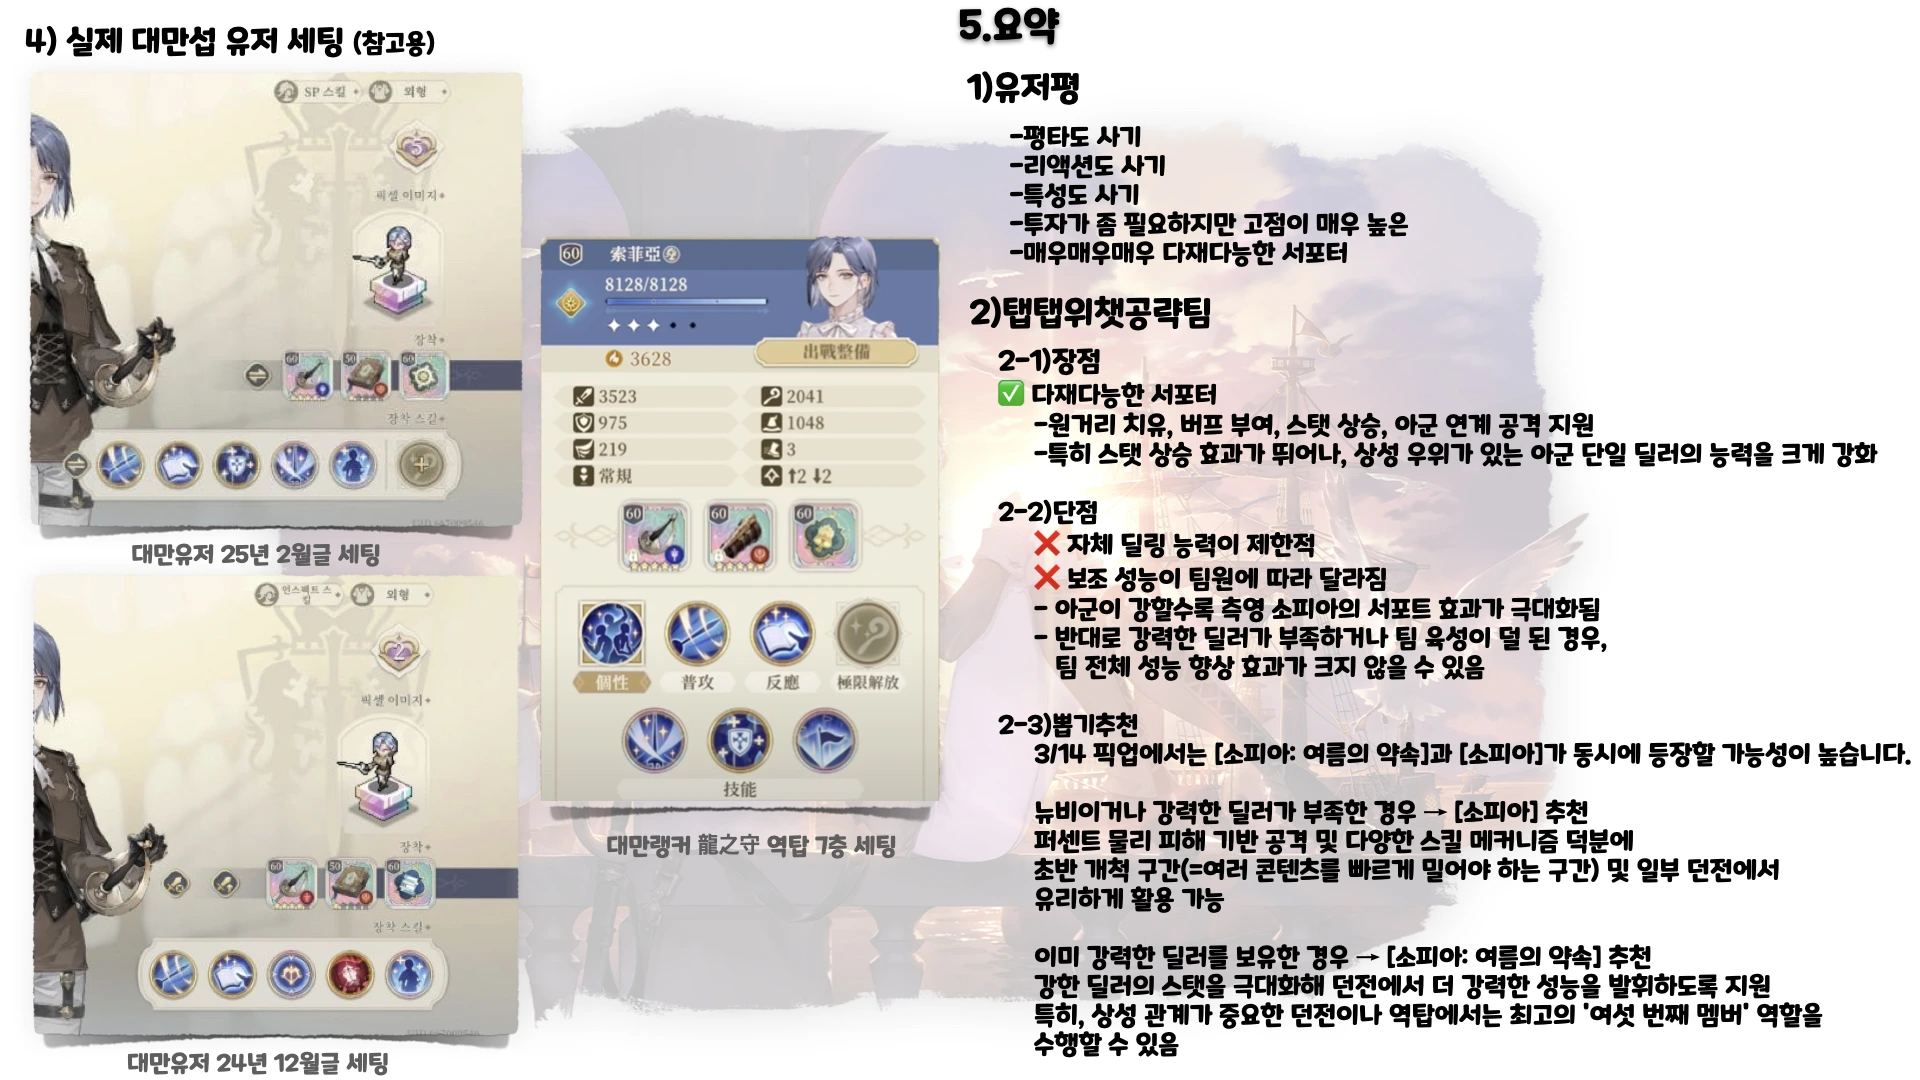 4) 실제 대만섭 유저 세팅 (참고용)
SP 스킬
외형
5
픽셀 이미지
장착
60
50
60
장착 스킬
대만유저 25년 2월글 세팅
인스팩트 스킬
외형
2
픽셀 이미지
장착
60
50
60
장착 스킬
대만유저 24년 12월글 세팅
60
索菲亞
8128/8128
出戰整備
3628
3523
2041
975
1048
219
3
常規
↑2 ↓2
60
60
60
個性
普攻
反應
極限解放
技能
대만랭커 龍之守 역탑 7층 세팅
5.요약
1)유저평
-평타도 사기
-리액션도 사기
-특성도 사기
-투자가 좀 필요하지만 고점이 매우 높은
-매우매우매우 다재다능한 서포터
2)탭탭위챗공략팀
2-1)장점
✅ 다재다능한 서포터
-원거리 치유, 버프 부여, 스탯 상승, 아군 연계 공격 지원
-특히 스탯 상승 효과가 뛰어나, 상성 우위가 있는 아군 단일 딜러의 능력을 크게 강화
2-2)단점
❌ 자체 딜링 능력이 제한적
❌ 보조 성능이 팀원에 따라 달라짐
- 아군이 강할수록 측영 소피아의 서포트 효과가 극대화됨
- 반대로 강력한 딜러가 부족하거나 팀 육성이 덜 된 경우,
팀 전체 성능 향상 효과가 크지 않을 수 있음
2-3)뽑기추천
3/14 픽업에서는 [소피아: 여름의 약속]과 [소피아]가 동시에 등장할 가능성이 높습니다.
뉴비이거나 강력한 딜러가 부족한 경우 → [소피아] 추천
퍼센트 물리 피해 기반 공격 및 다양한 스킬 메커니즘 덕분에
초반 개척 구간(=여러 콘텐츠를 빠르게 밀어야 하는 구간) 및 일부 던전에서
유리하게 활용 가능
이미 강력한 딜러를 보유한 경우 → [소피아: 여름의 약속] 추천
강한 딜러의 스탯을 극대화해 던전에서 더 강력한 성능을 발휘하도록 지원
특히, 상성 관계가 중요한 던전이나 역탑에서는 최고의 '여섯 번째 멤버' 역할을
수행할 수 있음